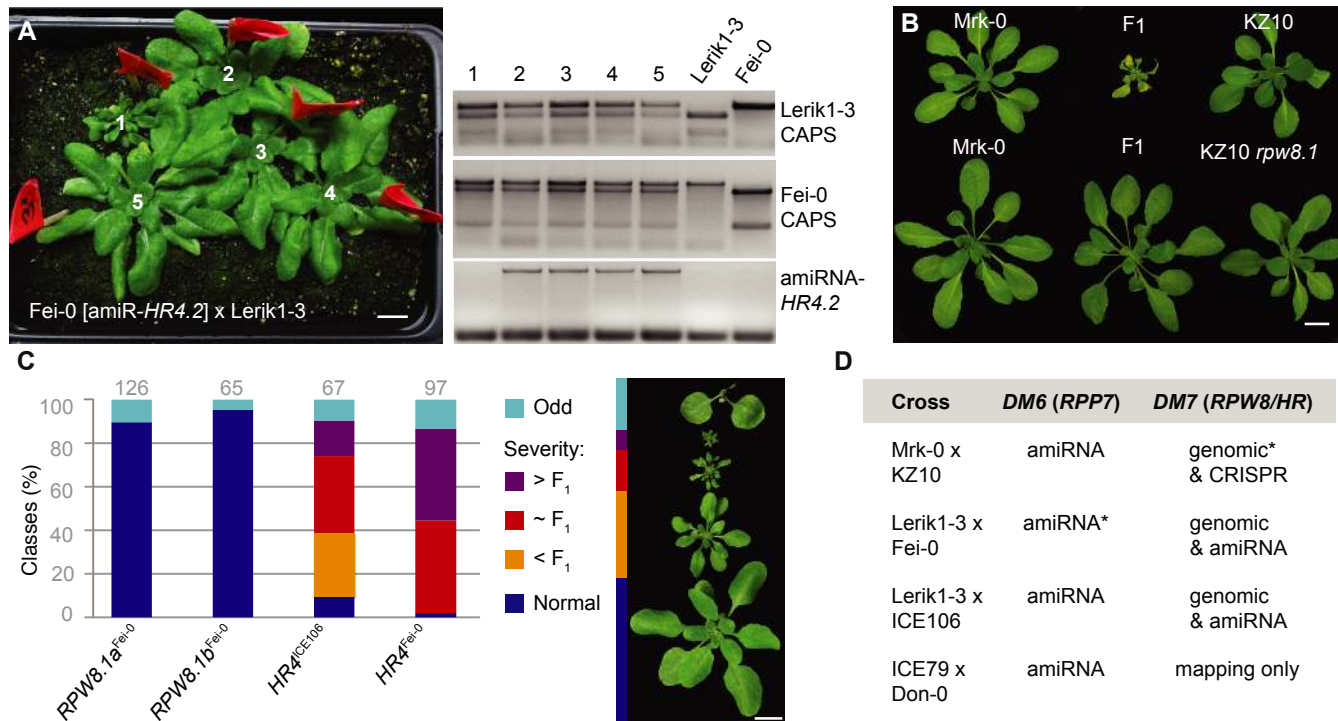 A
1
2
3
4
5
Fei-0 [amiR-HR4.2] x Lerik1-3
1 2 3 4 5 Lerik1-3 Fei-0
Lerik1-3
CAPS
Fei-0
CAPS
amiRNA-
HR4.2
B
Mrk-0 F1 KZ10
Mrk-0 F1 KZ10 rpw8.1
C
126 65 67 97
Classes (%)
100
80
60
40
20
0
RPW8.1a^Fei-0
RPW8.1b^Fei-0
HR4^ICE106
HR4^Fei-0
Odd
Severity:
> F1
~ F1
< F1
Normal
D
Cross DM6 (RPP7) DM7 (RPW8/HR)
Mrk-0 x amiRNA genomic*
KZ10 & CRISPR
Lerik1-3 x amiRNA* genomic
Fei-0 & amiRNA
Lerik1-3 x amiRNA genomic
ICE106 & amiRNA
ICE79 x amiRNA mapping only
Don-0